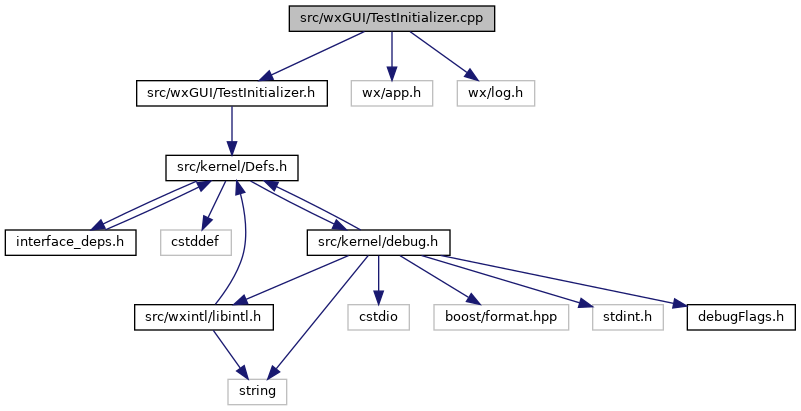 src/wxGUI/TestInitializer.cpp
src/wxGUI/TestInitializer.h
wx/app.h
wx/log.h
src/kernel/Defs.h
interface_deps.h
cstddef
src/kernel/debug.h
src/wxintl/libintl.h
cstdio
boost/format.hpp
stdint.h
debugFlags.h
string